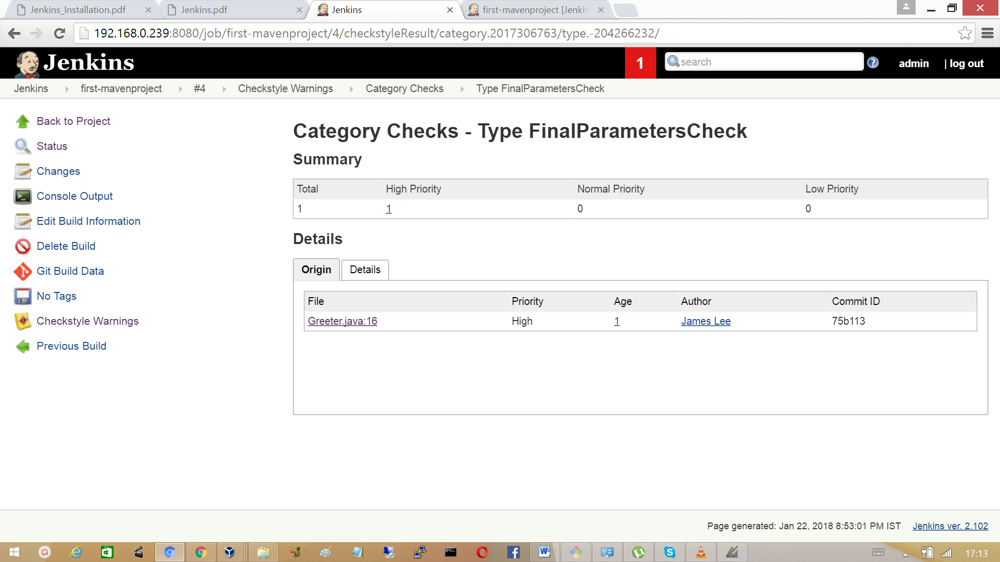 Jenkins_Installation.pdf
Jenkins.pdf
Jenkins
first-mavenproject [Jenkin
192.168.0.239:8080/job/first-mavenproject/4/checkstyleResult/category.2017306763/type.-204266232/
Jenkins
1
search
admin
| log out
Jenkins
first-mavenproject
#4
Checkstyle Warnings
Category Checks
Type FinalParametersCheck
Back to Project
Status
Changes
Console Output
Edit Build Information
Delete Build
Git Build Data
No Tags
Checkstyle Warnings
Previous Build
Category Checks - Type FinalParametersCheck
Summary
Total High Priority Normal Priority Low Priority
1 1 0 0
Details
Origin Details
File Priority Age Author Commit ID
Greeter.java:16 High 1 James Lee 75b113
Page generated: Jan 22, 2018 8:53:01 PM IST Jenkins ver. 2.102
17:13